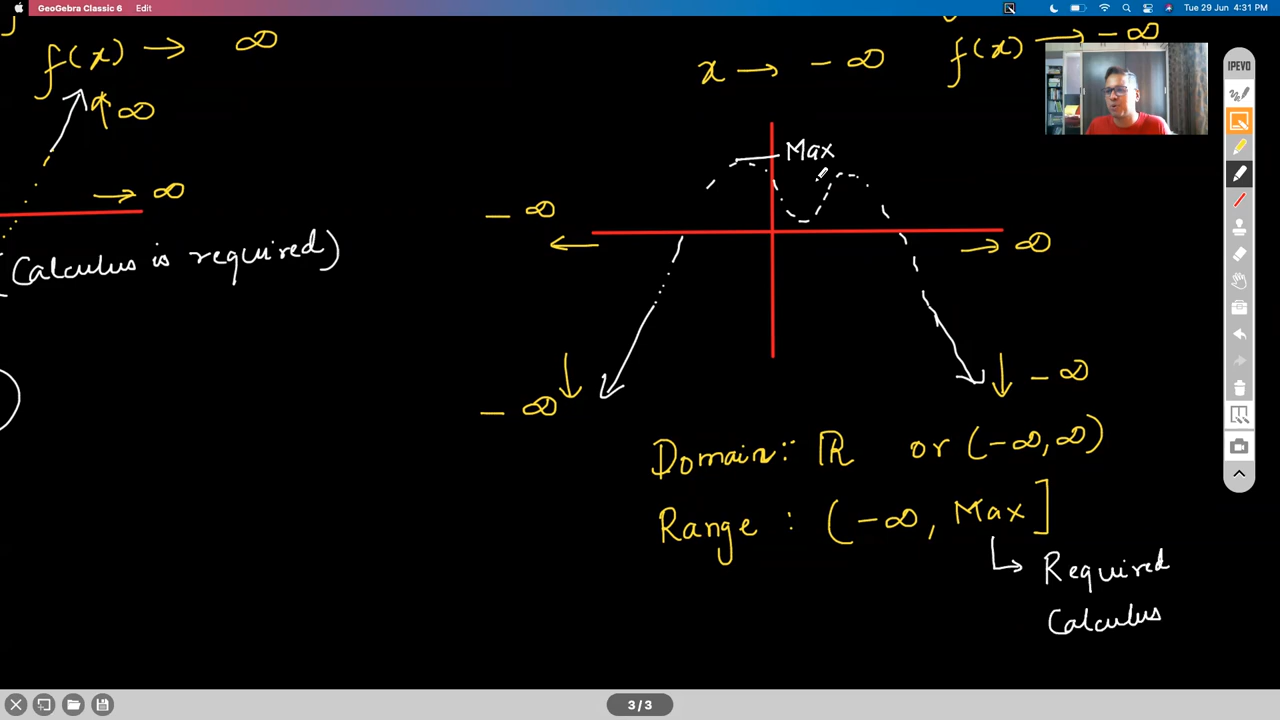 GeoGebra Classic 6 Edit
Tue 29 Jun 4:31 PM
f(x) → ∞
∞
→ ∞
(Calculus is required)
x → - ∞
f(x) → - ∞
IPEVO
Max
- ∞
←
→ ∞
- ∞ ↓
↓ - ∞
Domain: ℝ or (-∞, ∞)
Range : (-∞, Max]
Required
Calculus
3 / 3